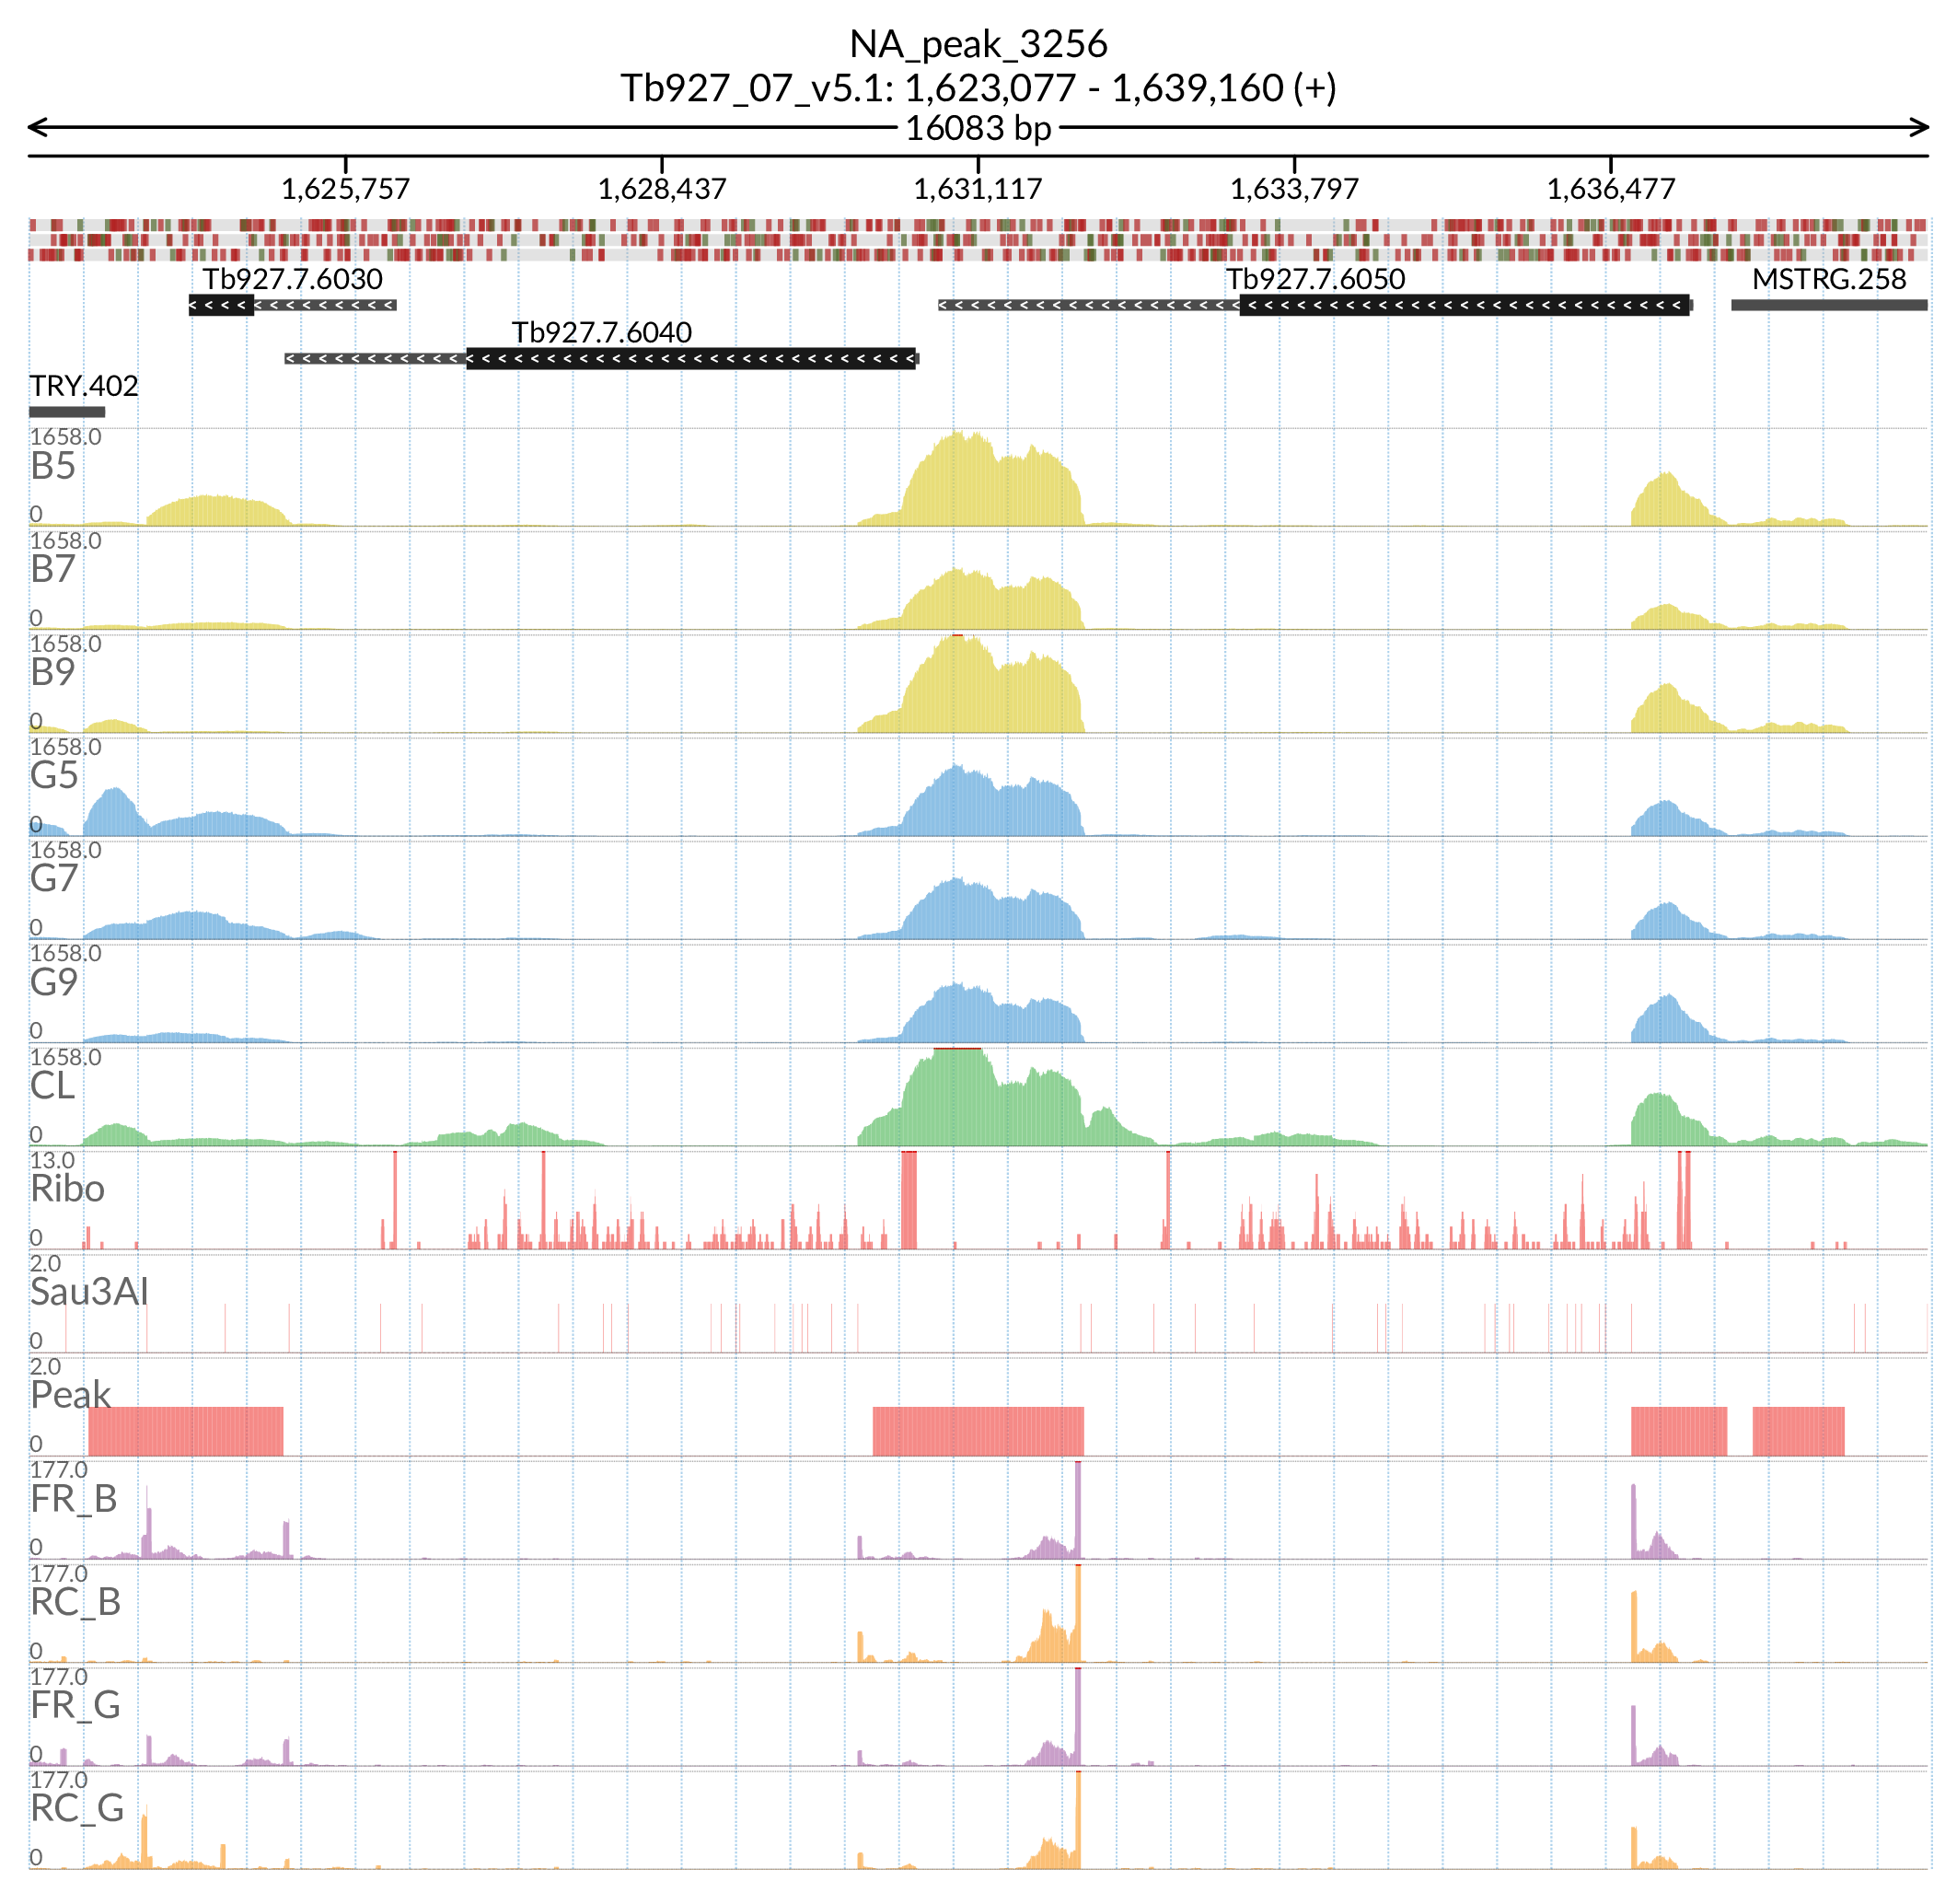 NA_peak_3256
Tb927_07_v5.1: 1,623,077 - 1,639,160 (+)
16083 bp
1,625,757 1,628,437 1,631,117 1,633,797 1,636,477
Tb927.7.6030 Tb927.7.6050 MSTRG.258
Tb927.7.6040
TRY.402
1658.0
B5
0
1658.0
B7
0
1658.0
B9
0
1658.0
G5
0
1658.0
G7
0
1658.0
G9
0
1658.0
CL
0
13.0
Ribo
0
2.0
Sau3AI
0
2.0
Peak
0
177.0
FR_B
0
177.0
RC_B
0
177.0
FR_G
0
177.0
RC_G
0